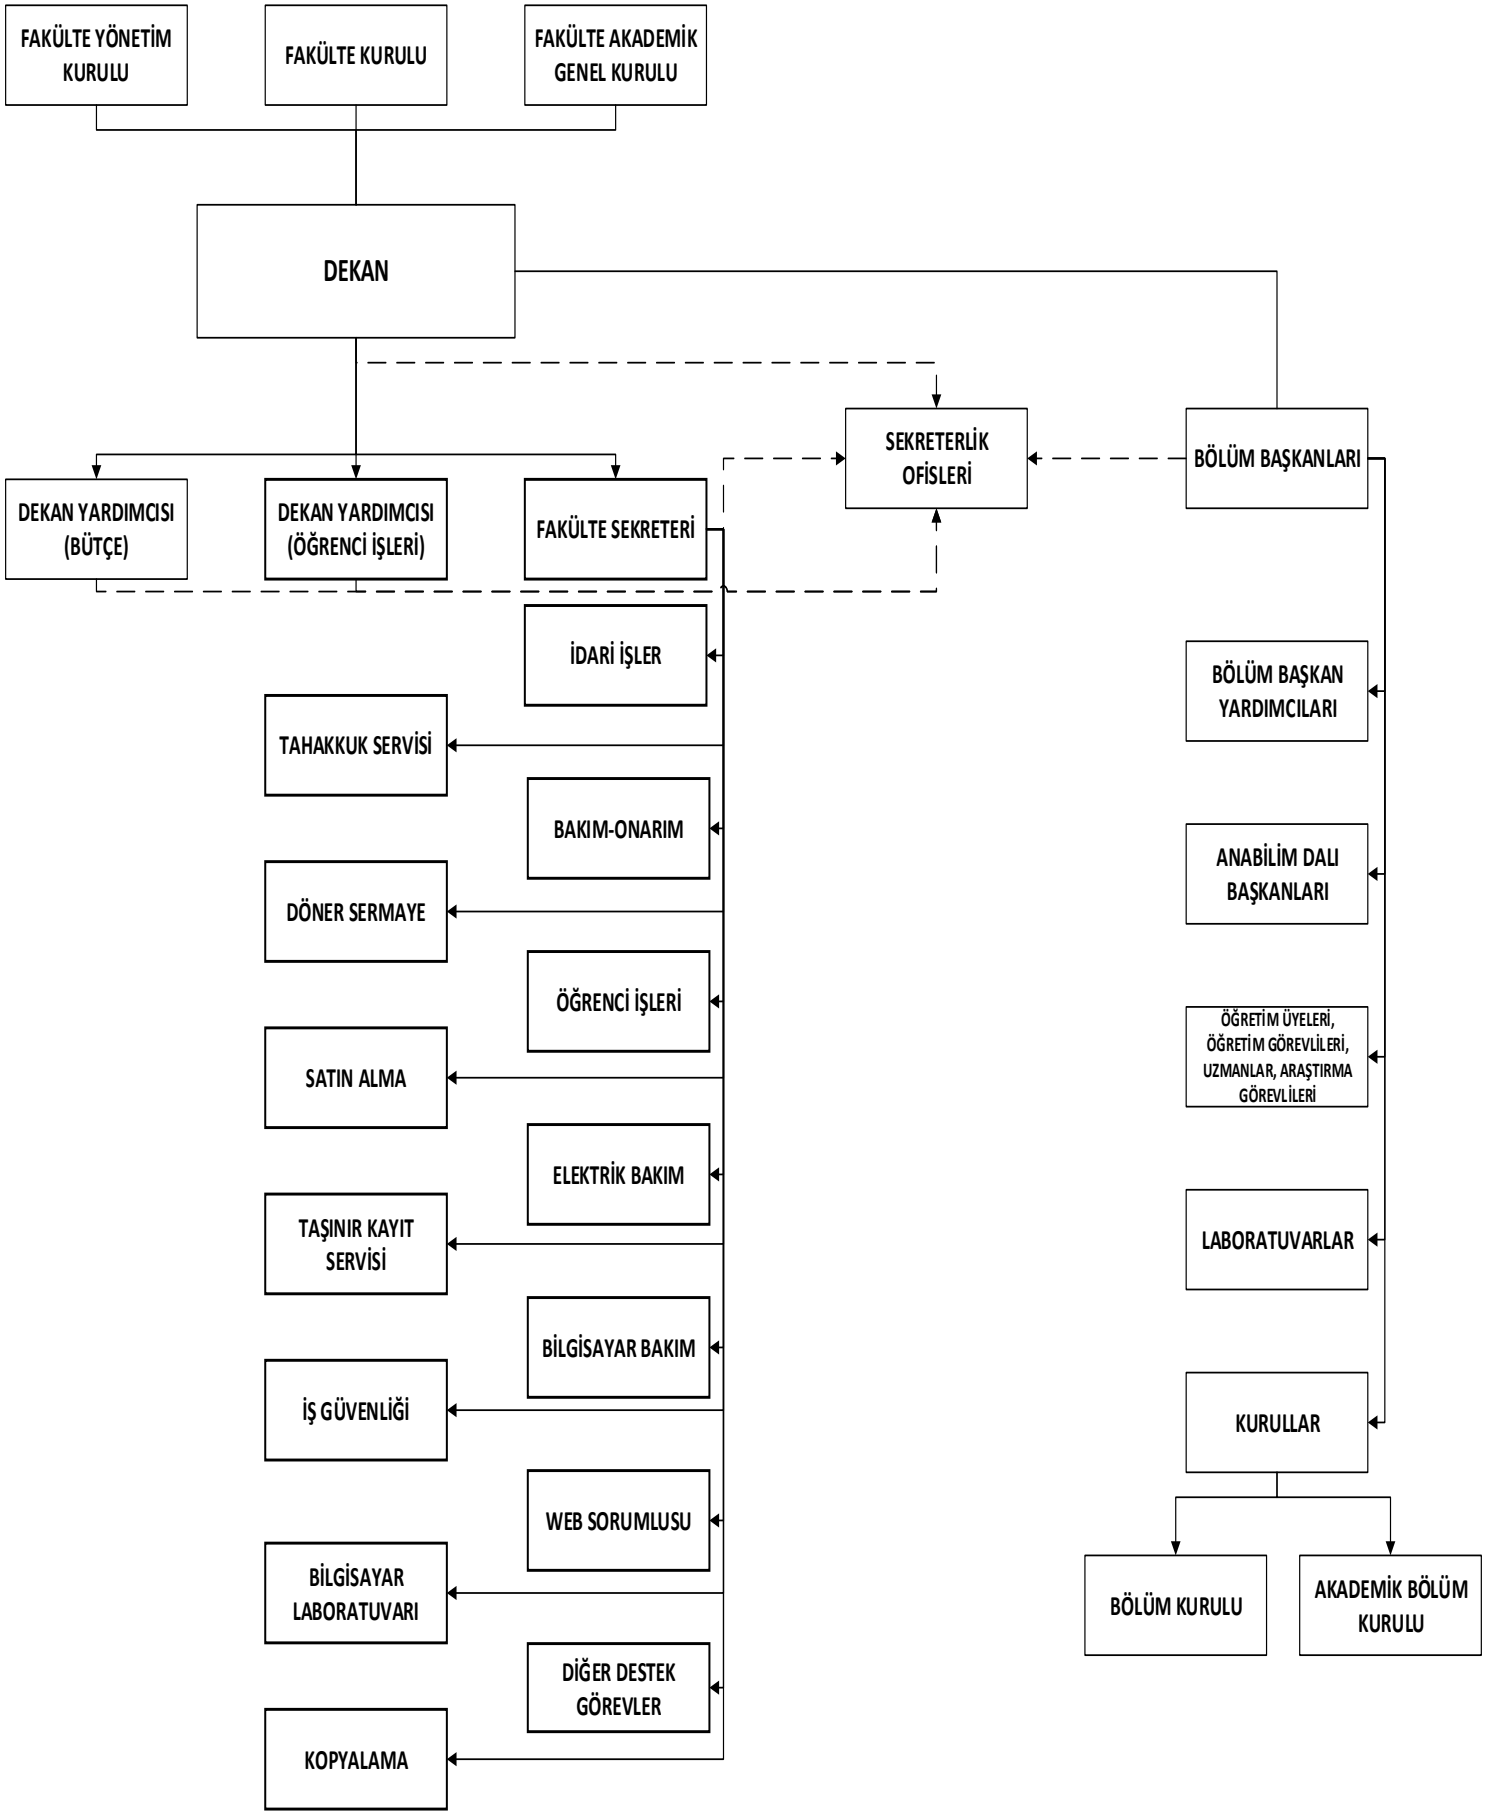 FAKÜLTE YÖNETİM
KURULU
FAKÜLTE KURULU
FAKÜLTE AKADEMİK
GENEL KURULU
DEKAN
SEKRETERLİK
OFİSLERİ
BÖLÜM BAŞKANLARI
DEKAN YARDIMCISI
(BÜTÇE)
DEKAN YARDIMCISI
(ÖĞRENCİ İŞLERİ)
FAKÜLTE SEKRETERİ
İDARİ İŞLER
TAHAKKUK SERVİSİ
BAKIM-ONARIM
DÖNER SERMAYE
ÖĞRENCİ İŞLERİ
SATIN ALMA
ELEKTRİK BAKIM
TAŞINIR KAYIT
SERVİSİ
BİLGİSAYAR BAKIM
İŞ GÜVENLİĞİ
WEB SORUMLUSU
BİLGİSAYAR
LABORATUVARI
DİĞER DESTEK
GÖREVLER
KOPYALAMA
BÖLÜM BAŞKAN
YARDIMCILARI
ANABİLİM DALI
BAŞKANLARI
ÖĞRETİM ÜYELERİ,
ÖĞRETİM GÖREVLİLERİ,
UZMANLAR, ARAŞTIRMA
GÖREVLİLERİ
LABORATUVARLAR
KURULLAR
BÖLÜM KURULU
AKADEMİK BÖLÜM
KURULU